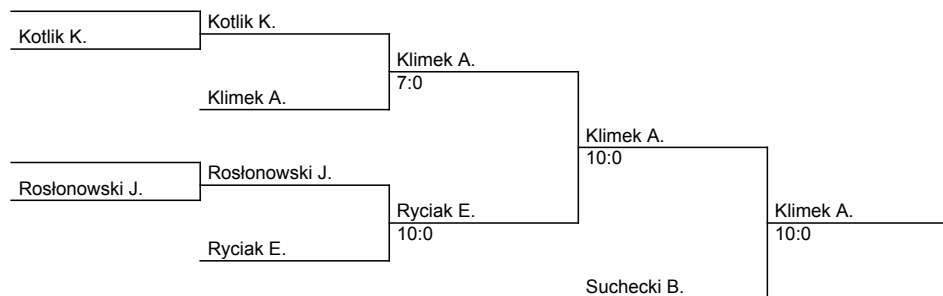 Kotlik K.
Kotlik K.
Klimek A.
7:0
Klimek A.
Klimek A.
10:0
Rosłonowski J.
Rosłonowski J.
Ryciak E.
10:0
Klimek A.
10:0
Ryciak E.
Suchecki B.